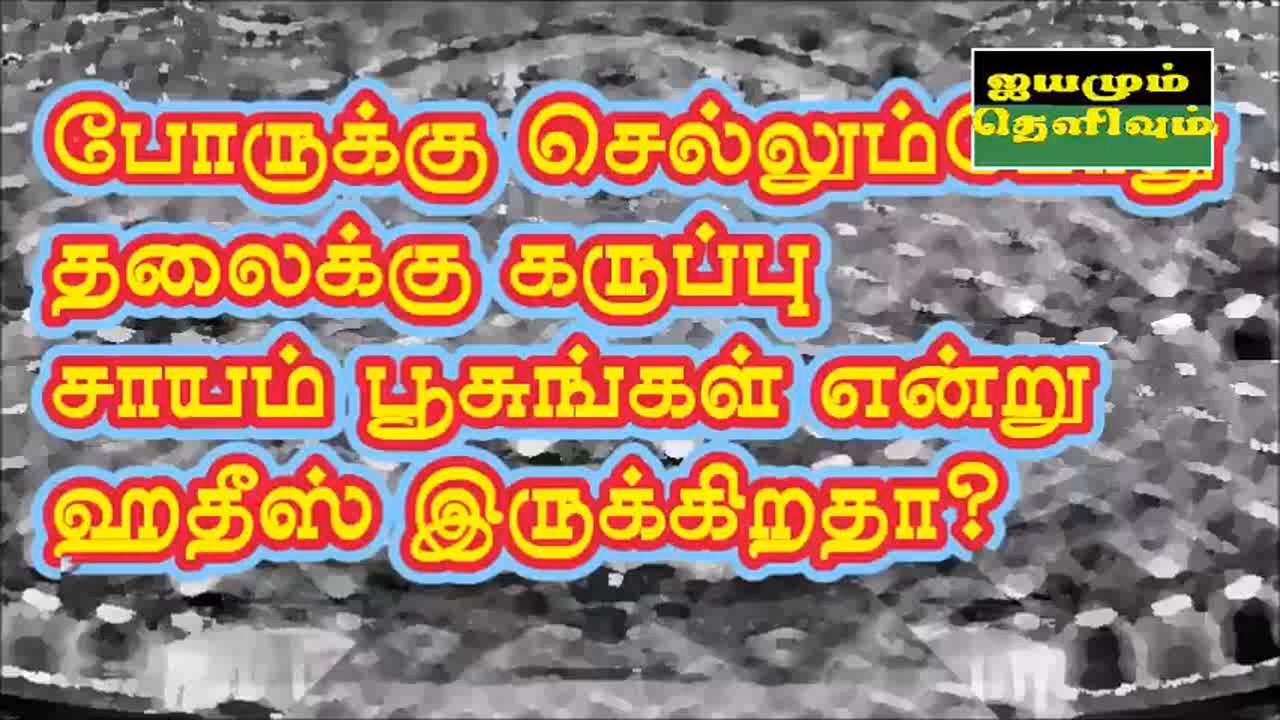 போருக்கு
ஐயமும்
தெளிவும்
தலைக்கு கருப்பு
சாயம் பூசுங்கள் என்று
ஹதீஸ் இருக்கிறதா?